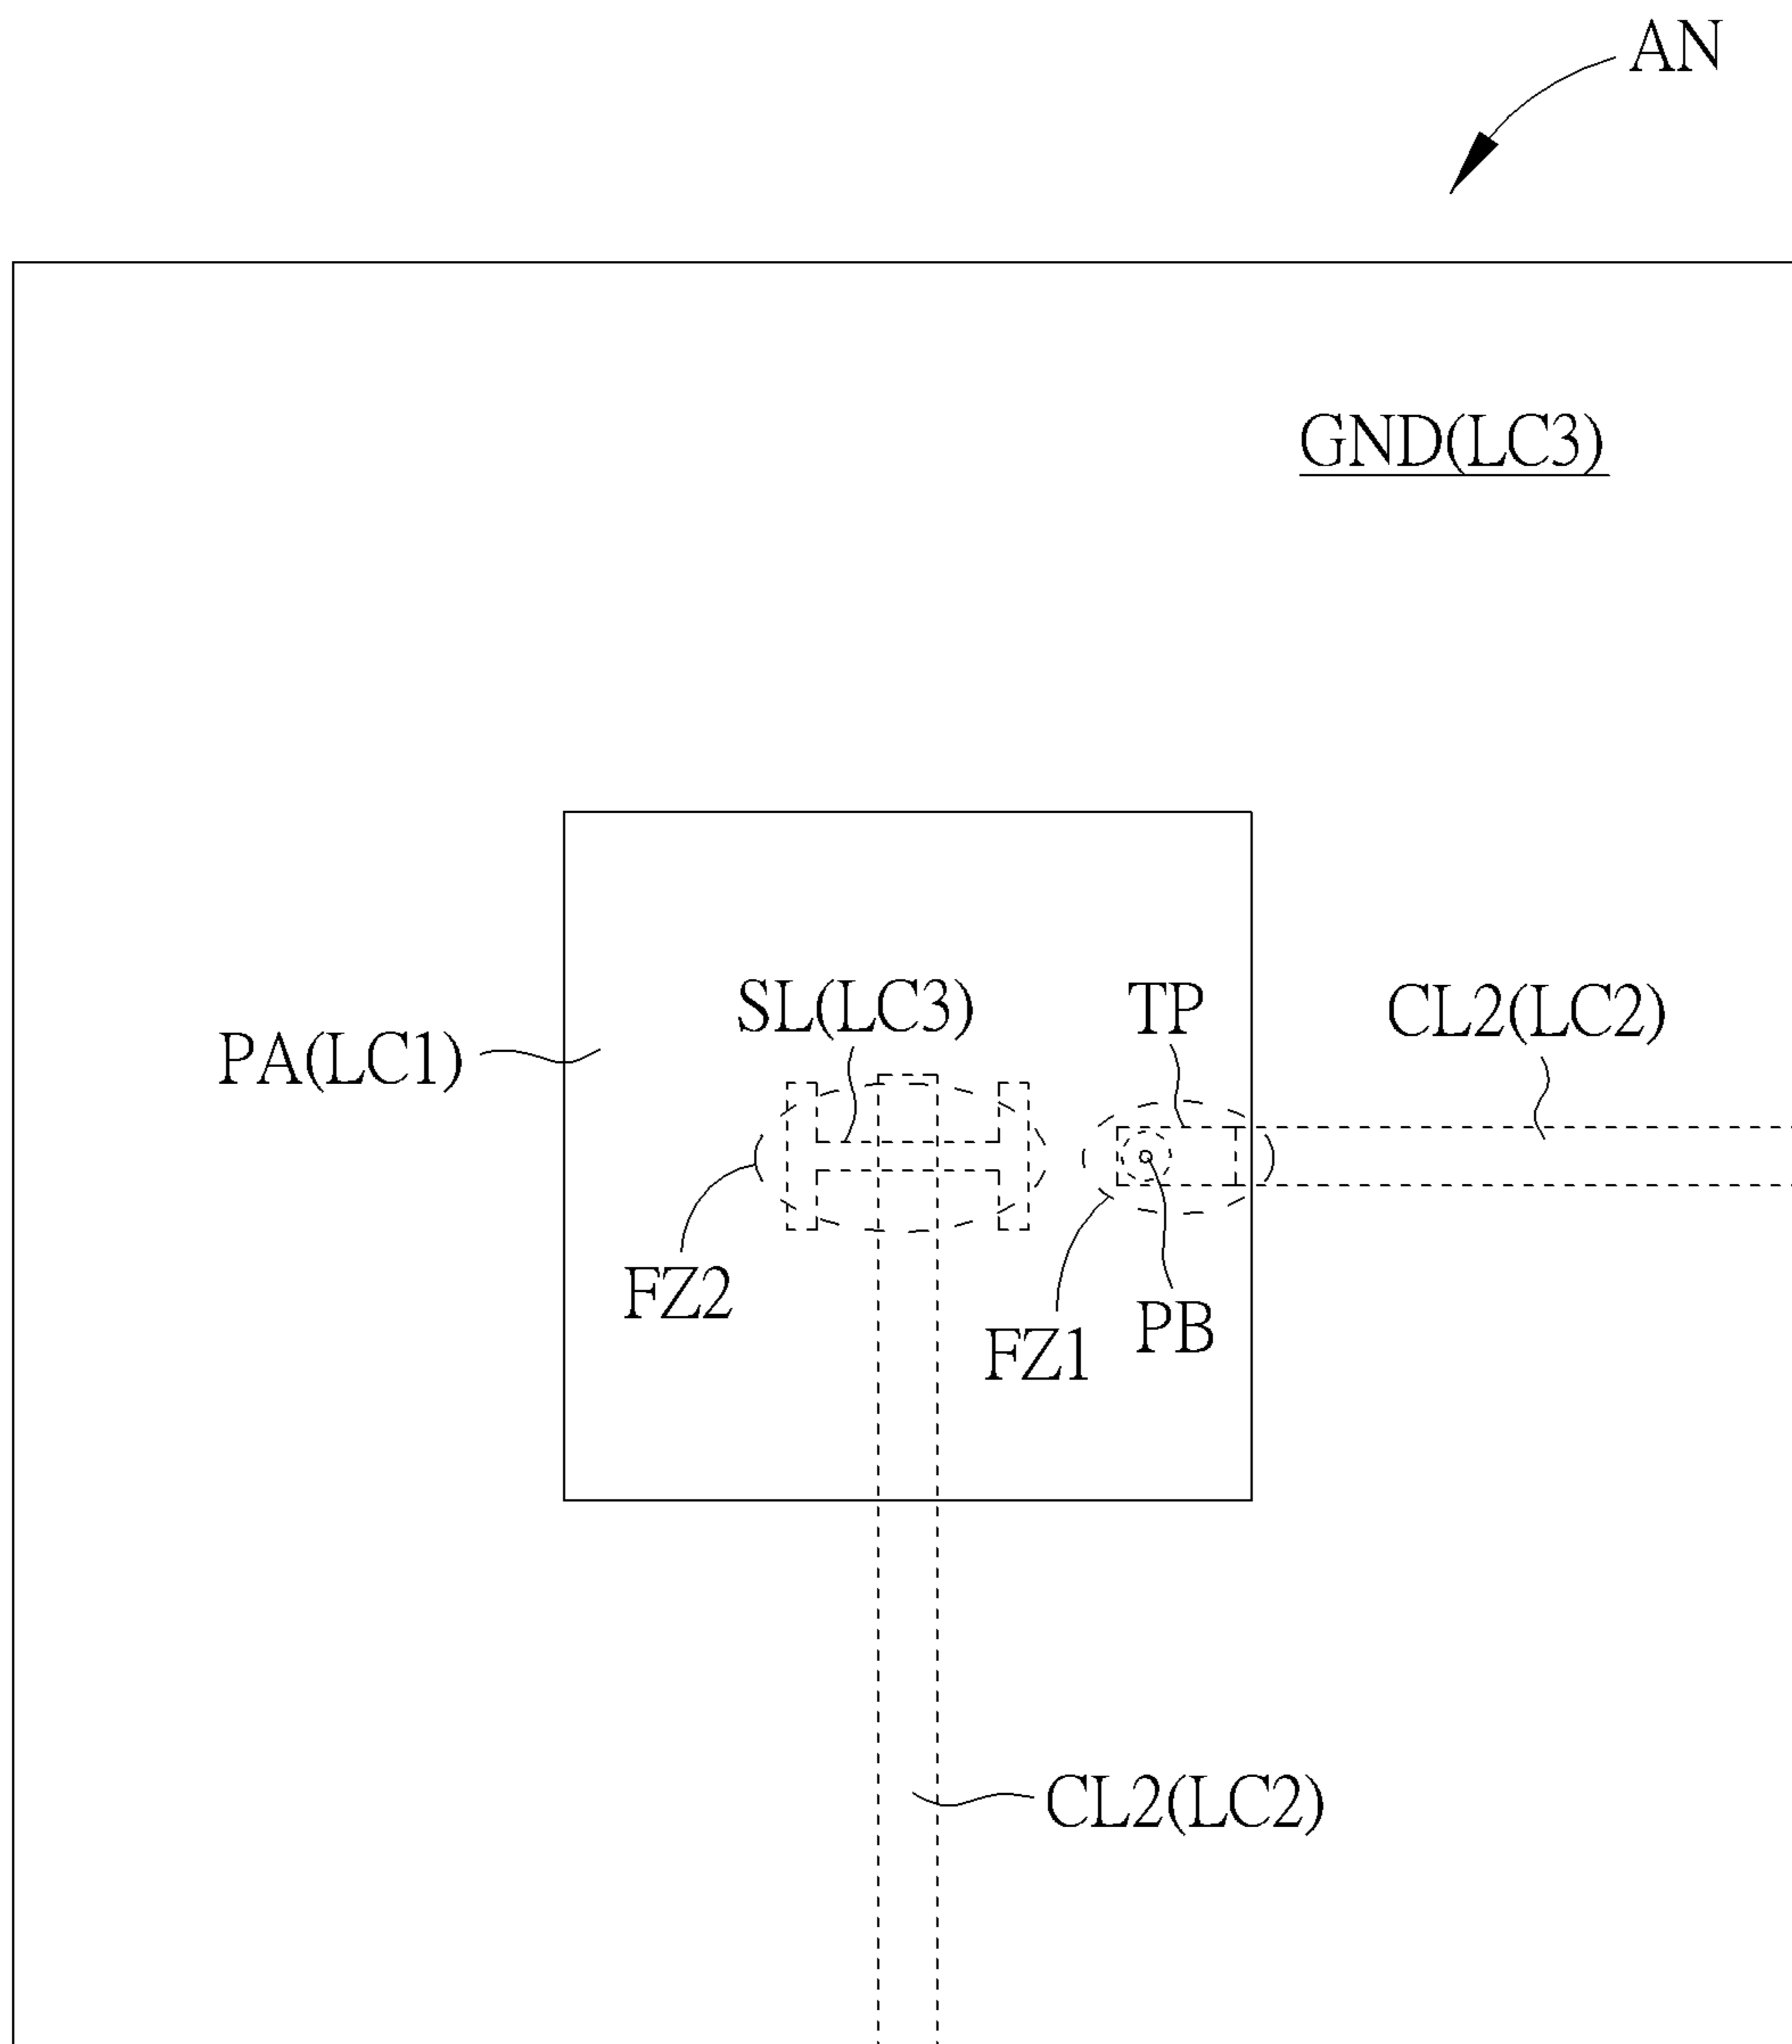 AN
GND(LC3)
SL(LC3)
TP
CL2(LC2)
PA(LC1)
FZ2
PB
FZ1
CL2(LC2)